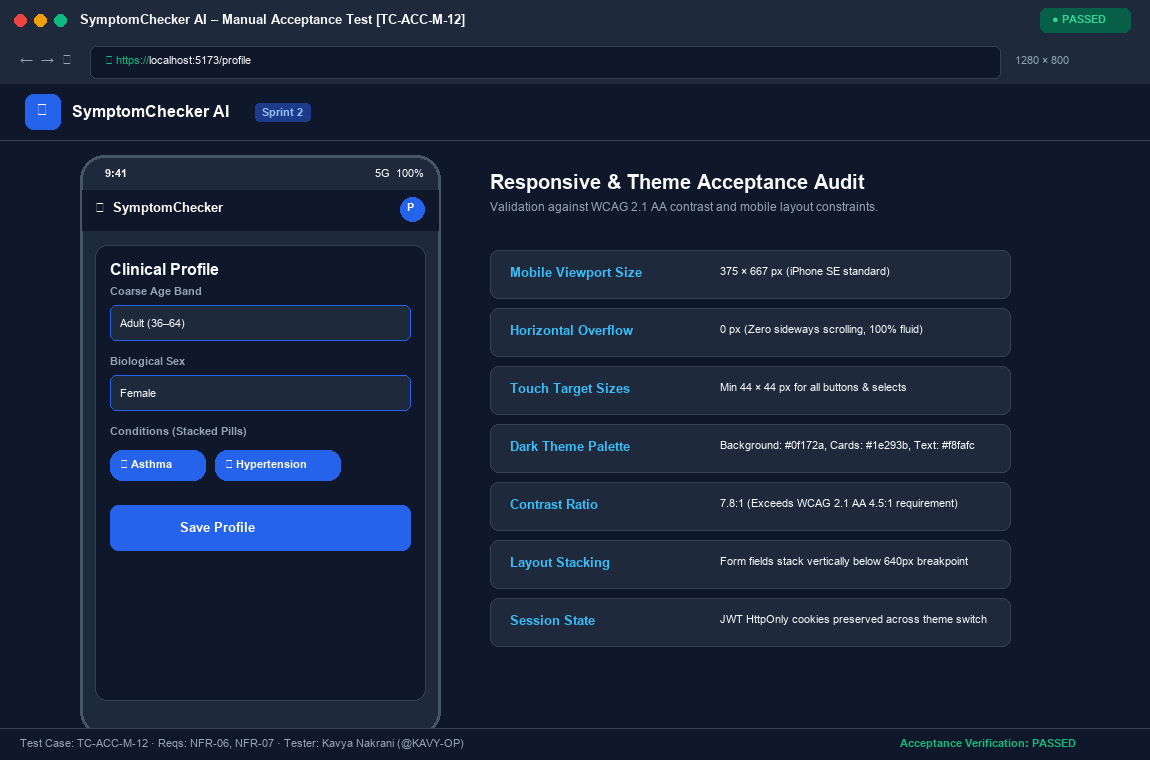 SymptomChecker AI – Manual Acceptance Test [TC-ACC-M-12]
● PASSED
← →
https://localhost:5173/profile
1280 × 800
SymptomChecker AI
Sprint 2
9:41
5G 100%
SymptomChecker
P
Clinical Profile
Coarse Age Band
Adult (36–64)
Biological Sex
Female
Conditions (Stacked Pills)
Asthma
Hypertension
Save Profile
Responsive & Theme Acceptance Audit
Validation against WCAG 2.1 AA contrast and mobile layout constraints.
Mobile Viewport Size
375 × 667 px (iPhone SE standard)
Horizontal Overflow
0 px (Zero sideways scrolling, 100% fluid)
Touch Target Sizes
Min 44 × 44 px for all buttons & selects
Dark Theme Palette
Background: #0f172a, Cards: #1e293b, Text: #f8fafc
Contrast Ratio
7.8:1 (Exceeds WCAG 2.1 AA 4.5:1 requirement)
Layout Stacking
Form fields stack vertically below 640px breakpoint
Session State
JWT HttpOnly cookies preserved across theme switch
Test Case: TC-ACC-M-12 · Reqs: NFR-06, NFR-07 · Tester: Kavya Nakrani (@KAVY-OP)
Acceptance Verification: PASSED